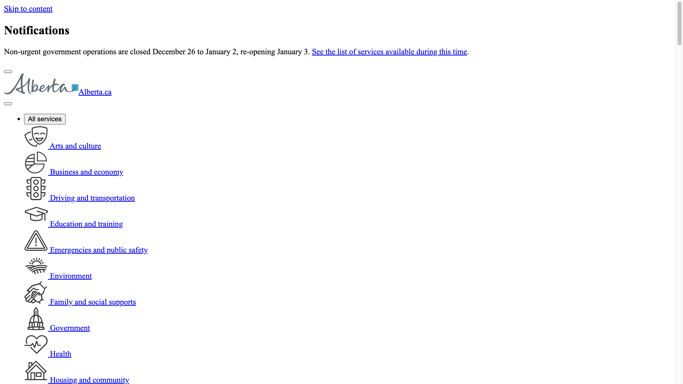 Skip to content
Notifications
Non-urgent government operations are closed December 26 to January 2, re-opening January 3. See the list of services available during this time.
Alberta Alberta.ca
All services
Arts and culture
Business and economy
Driving and transportation
Education and training
Emergencies and public safety
Environment
Family and social supports
Government
Health
Housing and community